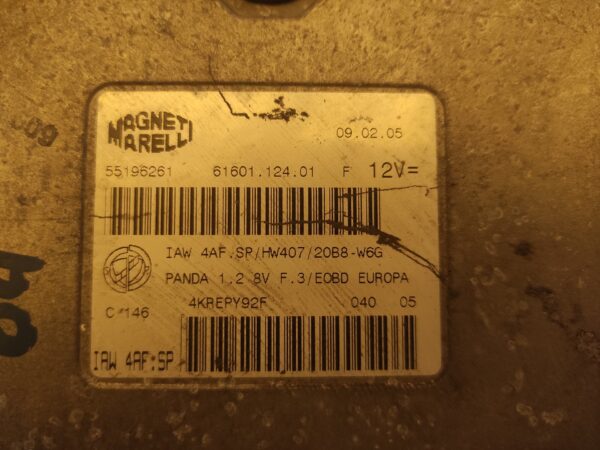 MAGNETI
MARELLI
09.02.05
55196261 61601.124.01 F 12V=
IAW 4AF.SP/HW407/20B8-W6G
PANDA 1.2 8V F.3/EOBD EUROPA
4KREPY92F 040 05
C 146
IAW 4AF:SP